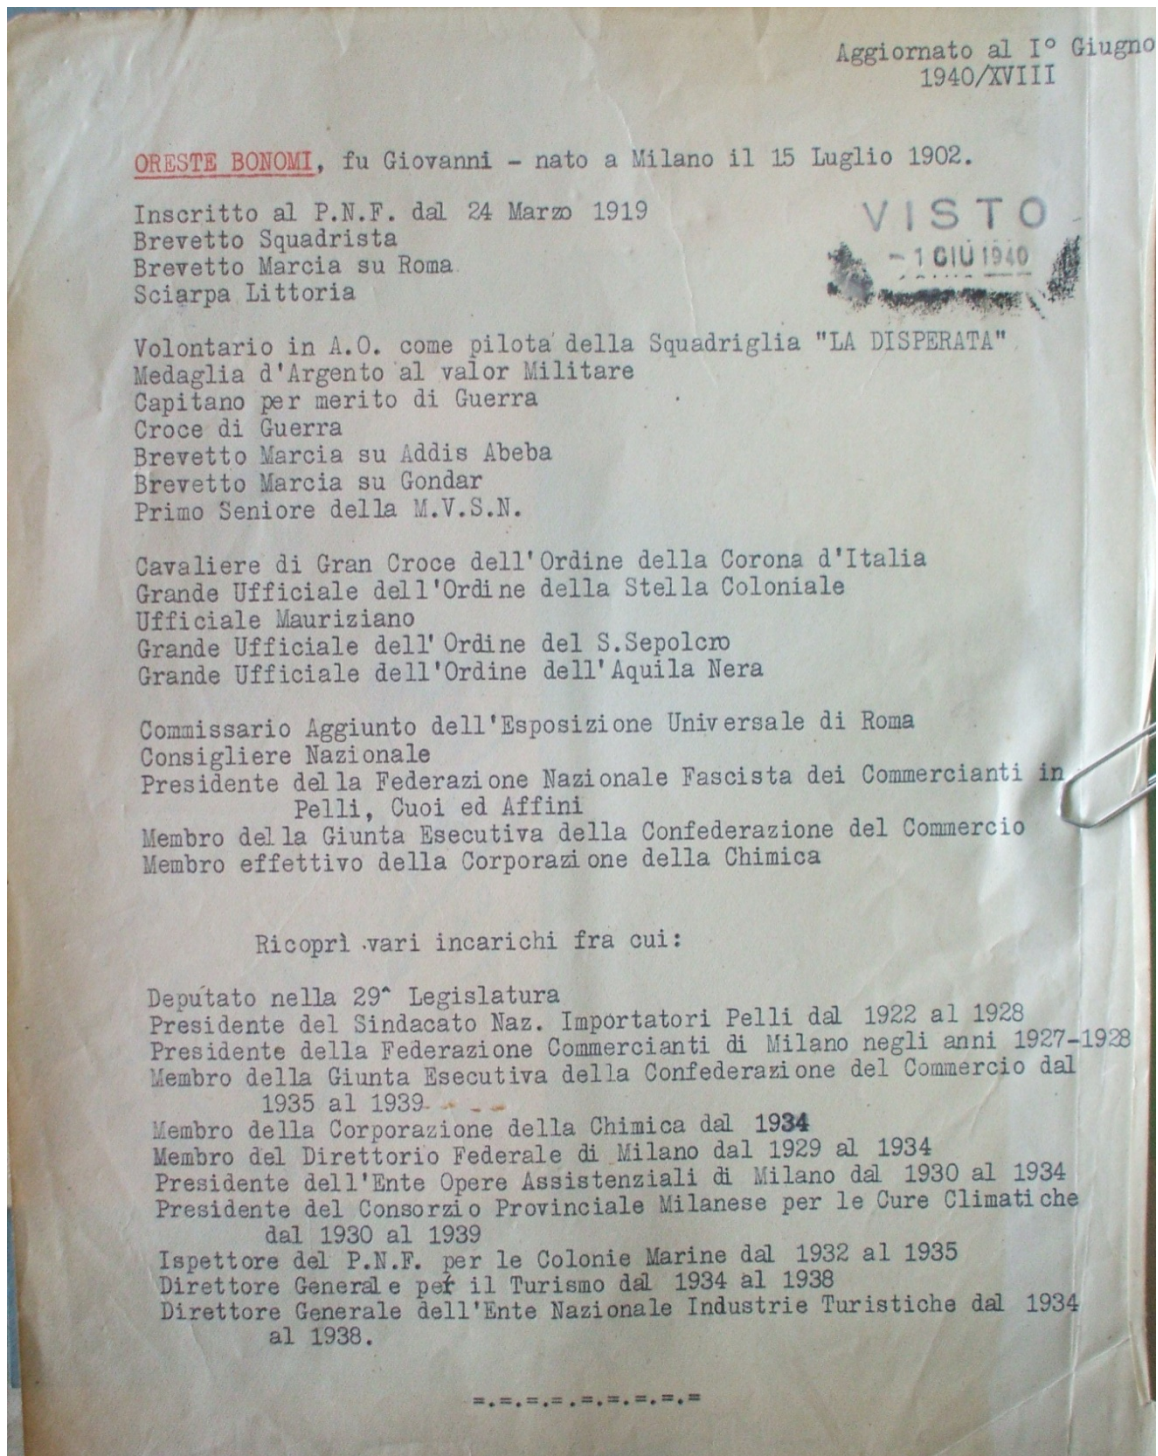 Aggiornato al I° Giugno
1940/XVIII
ORESTE BONOMI, fu Giovanni - nato a Milano il 15 Luglio 1902.
Inscritto al P.N.F. dal 24 Marzo 1919
VISTO
Brevetto Squadrista
- 1 GIU 1940
Brevetto Marcia su Roma
Sciarpa Littoria
Volontario in A.O. come pilota della Squadriglia "LA DISPERATA"
Medaglia d'Argento al valor Militare
Capitano per merito di Guerra
Croce di Guerra
Brevetto Marcia su Addis Abeba
Brevetto Marcia su Gondar
Primo Seniore della M.V.S.N.
Cavaliere di Gran Croce dell'Ordine della Corona d'Italia
Grande Ufficiale dell'Ordine della Stella Coloniale
Ufficiale Mauriziano
Grande Ufficiale dell'Ordine del S.Sepolcro
Grande Ufficiale dell'Ordine dell'Aquila Nera
Commissario Aggiunto dell'Esposizione Universale di Roma
Consigliere Nazionale
Presidente della Federazione Nazionale Fascista dei Commercianti in
Pelli, Cuoi ed Affini
Membro della Giunta Esecutiva della Confederazione del Commercio
Membro effettivo della Corporazione della Chimica
Ricoprì vari incarichi fra cui:
Deputato nella 29^ Legislatura
Presidente del Sindacato Naz. Importatori Pelli dal 1922 al 1928
Presidente della Federazione Commercianti di Milano negli anni 1927-1928
Membro della Giunta Esecutiva della Confederazione del Commercio dal
1935 al 1939
Membro della Corporazione della Chimica dal 1934
Membro del Direttorio Federale di Milano dal 1929 al 1934
Presidente dell'Ente Opere Assistenziali di Milano dal 1930 al 1934
Presidente del Consorzio Provinciale Milanese per le Cure Climatiche
dal 1930 al 1939
Ispettore del P.N.F. per le Colonie Marine dal 1932 al 1935
Direttore Generale per il Turismo dal 1934 al 1938
Direttore Generale dell'Ente Nazionale Industrie Turistiche dal 1934
al 1938.
=.=.=.=.=.=.=.=.=